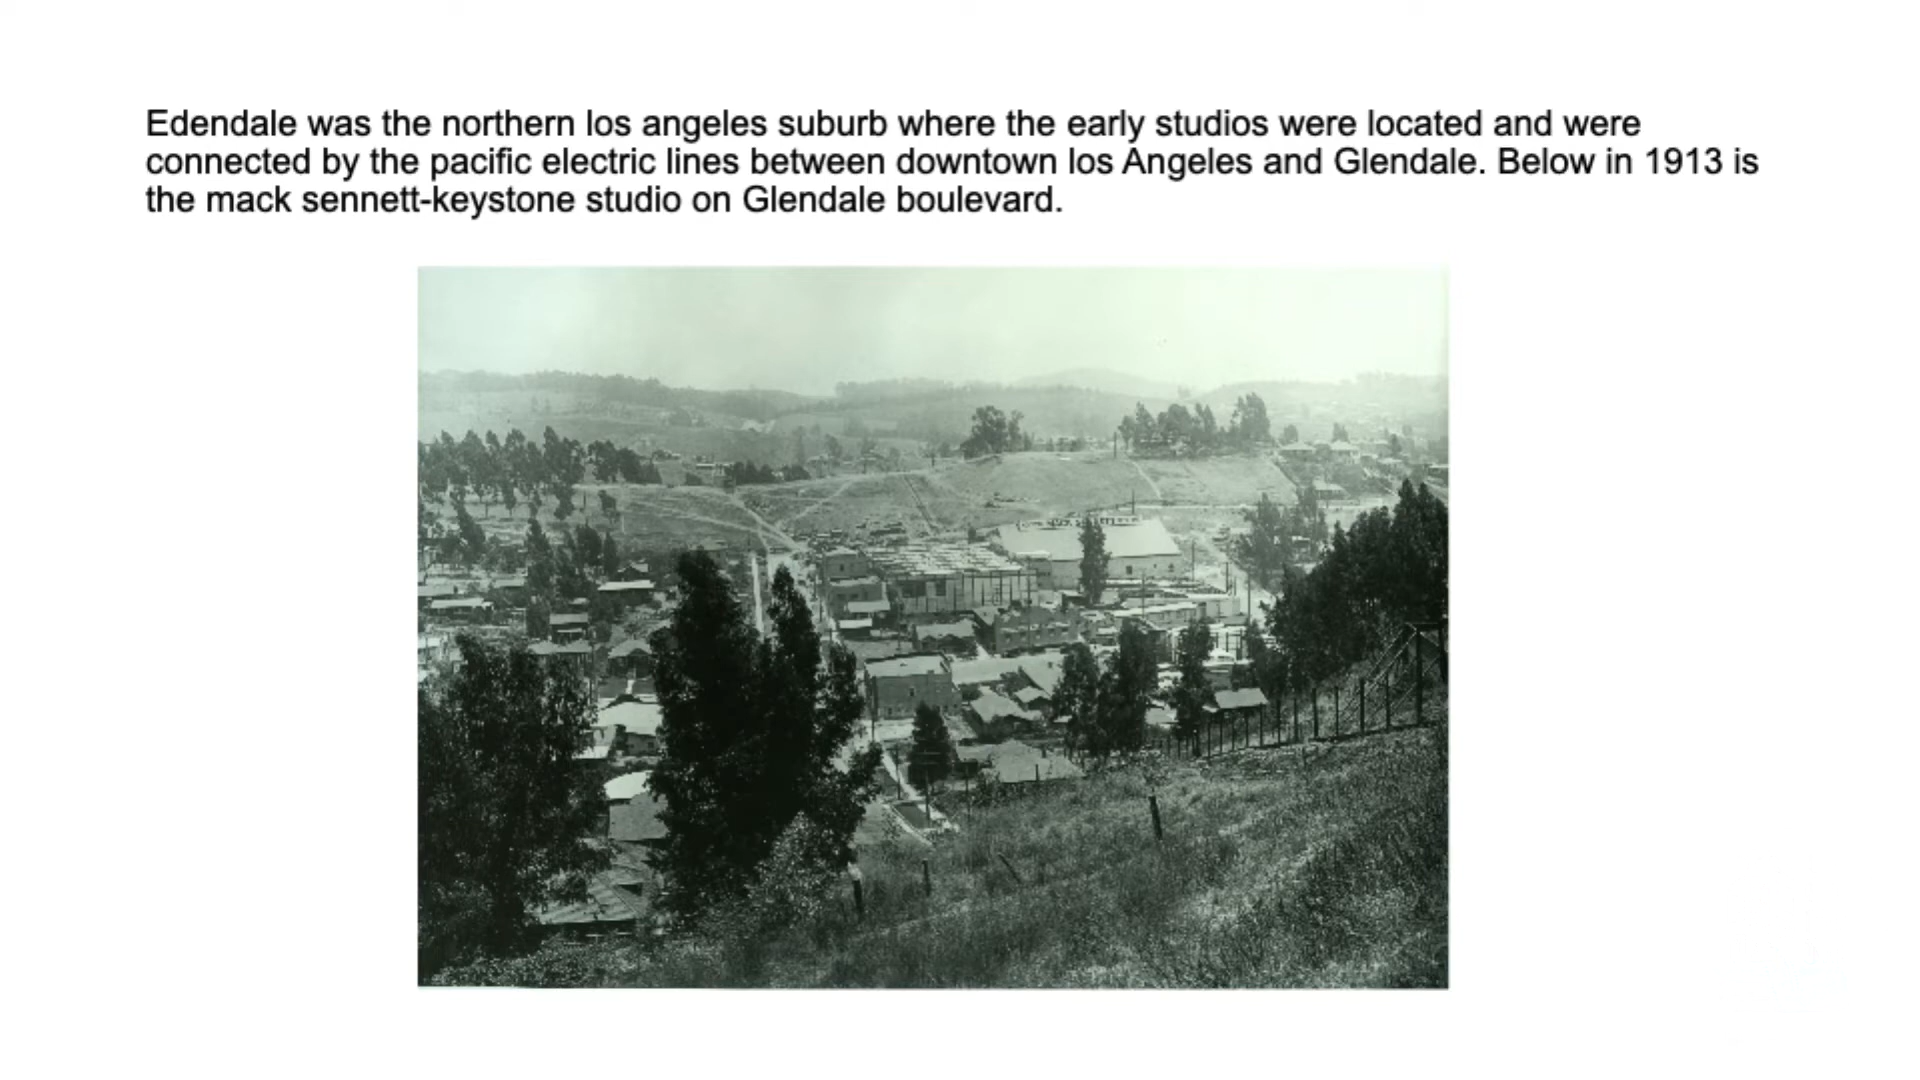 Edendale was the northern los angeles suburb where the early studios were located and were
connected by the pacific electric lines between downtown los Angeles and Glendale. Below in 1913 is
the mack sennett-keystone studio on Glendale boulevard.